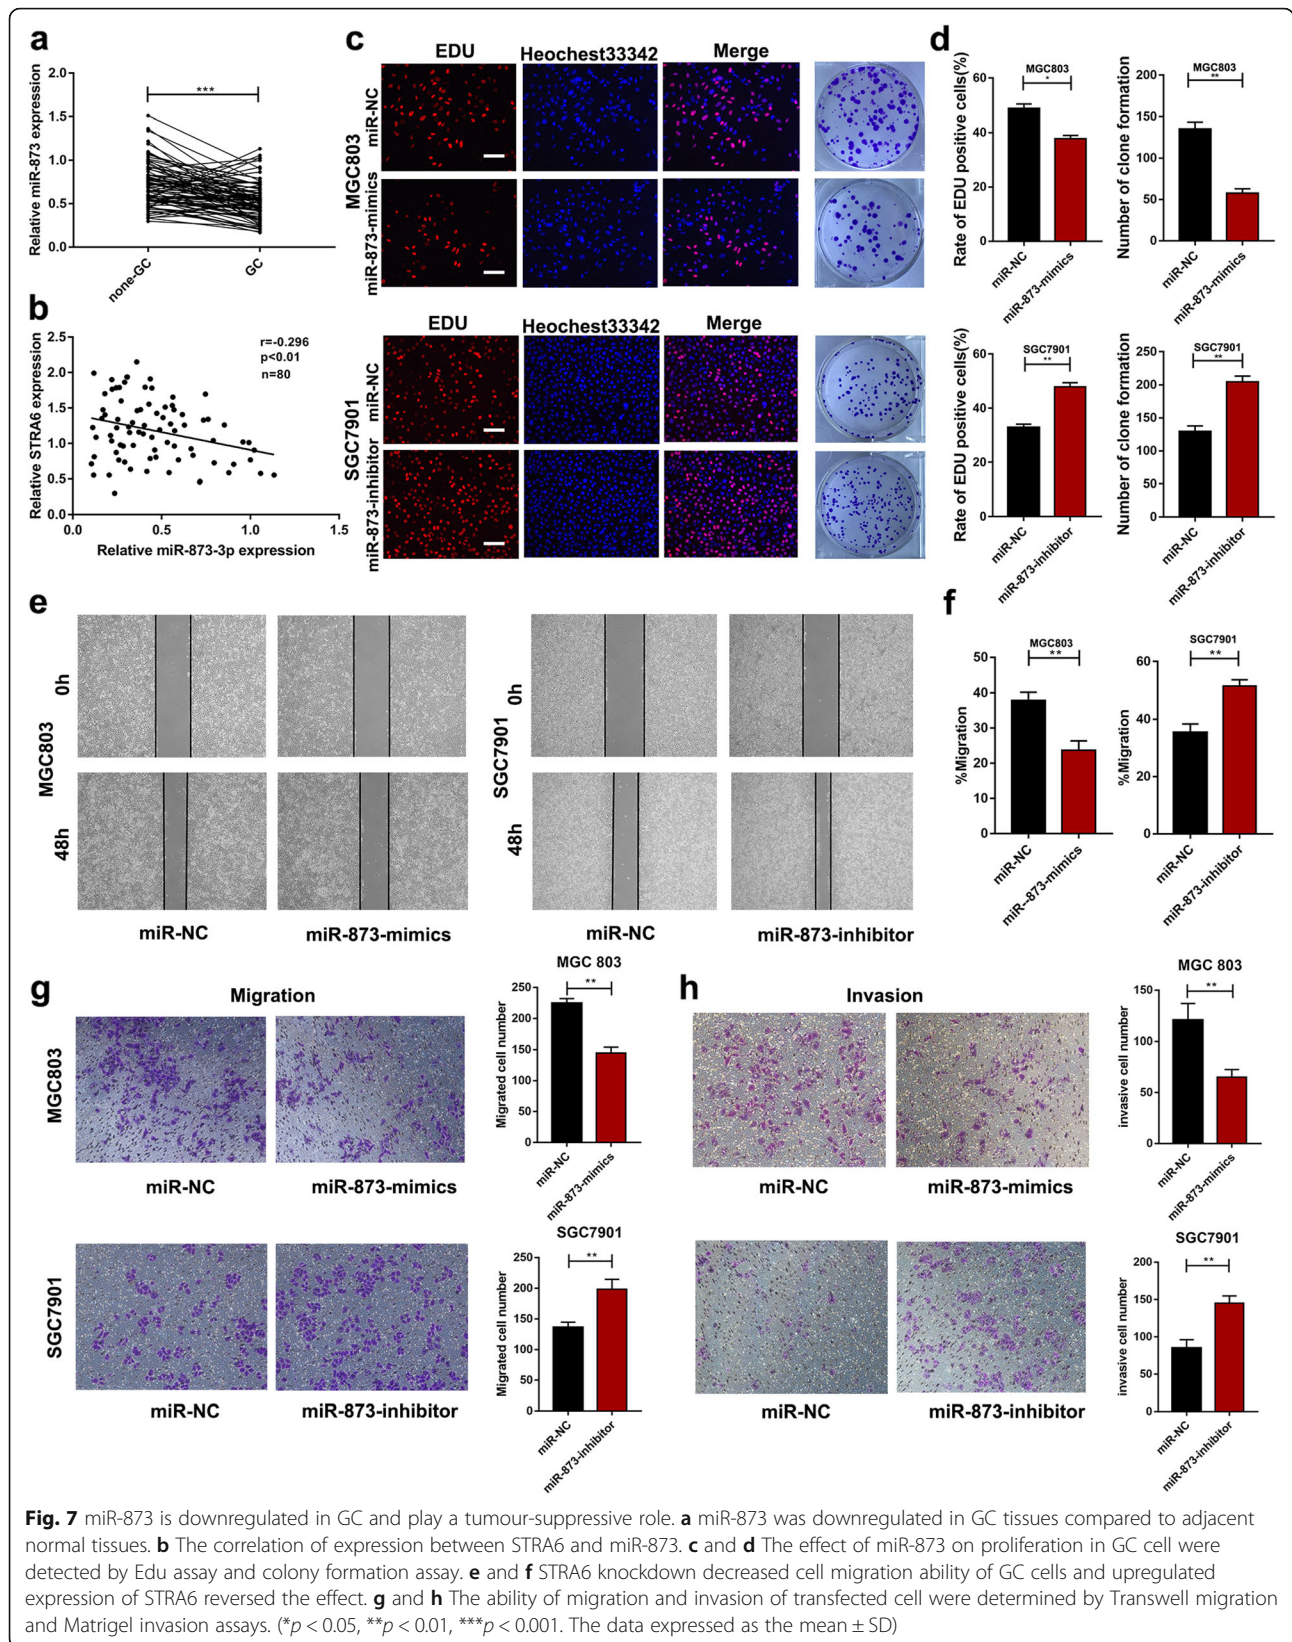 a
Relative miR-873 expression
2.0
1.5
1.0
0.5
0.0
***
none-GC
GC
b
Relative STRA6 expression
2.5
2.0
1.5
1.0
0.5
0.0
r=-0.296
p<0.01
n=80
0.0
0.5
1.0
1.5
Relative miR-873-3p expression
c
EDU
Heochest33342
Merge
MGC803
miR-NC
miR-873-mimics
EDU
Heochest33342
Merge
SGC7901
miR-NC
miR-873-inhibitor
d
MGC803
*
Rate of EDU positive cells(%)
60
40
20
0
miR-NC
miR-873-mimics
MGC803
**
Number of clone formation
200
150
100
50
0
miR-NC
miR-873-mimics
SGC7901
**
Rate of EDU positive cells(%)
60
40
20
0
miR-NC
miR-873-inhibitor
SGC7901
**
Number of clone formation
250
200
150
100
50
0
miR-NC
miR-873-inhibitor
e
MGC803
0h
48h
miR-NC
miR-873-mimics
SGC7901
0h
48h
miR-NC
miR-873-inhibitor
f
MGC803
**
%Migration
50
40
30
20
10
0
miR-NC
miR--873-mimics
SGC7901
**
%Migration
60
40
20
0
miR-NC
miR-873-inhibitor
g
Migration
MGC803
miR-NC
miR-873-mimics
MGC 803
**
Migrated cell number
250
200
150
100
50
0
miR-NC
miR-873-mimics
SGC7901
miR-NC
miR-873-inhibitor
SGC7901
**
Migrated cell number
250
200
150
100
50
0
miR-NC
miR-873-inhibitor
h
Invasion
miR-NC
miR-873-mimics
MGC 803
**
invasive cell number
150
100
50
0
miR-NC
miR-873-mimics
miR-NC
miR-873-inhibitor
SGC7901
**
invasive cell number
200
150
100
50
0
miR-NC
miR-873-inhibitor
Fig. 7 miR-873 is downregulated in GC and play a tumour-suppressive role. a miR-873 was downregulated in GC tissues compared to adjacent
normal tissues. b The correlation of expression between STRA6 and miR-873. c and d The effect of miR-873 on proliferation in GC cell were
detected by Edu assay and colony formation assay. e and f STRA6 knockdown decreased cell migration ability of GC cells and upregulated
expression of STRA6 reversed the effect. g and h The ability of migration and invasion of transfected cell were determined by Transwell migration
and Matrigel invasion assays. (*p < 0.05, **p < 0.01, ***p < 0.001. The data expressed as the mean ± SD)